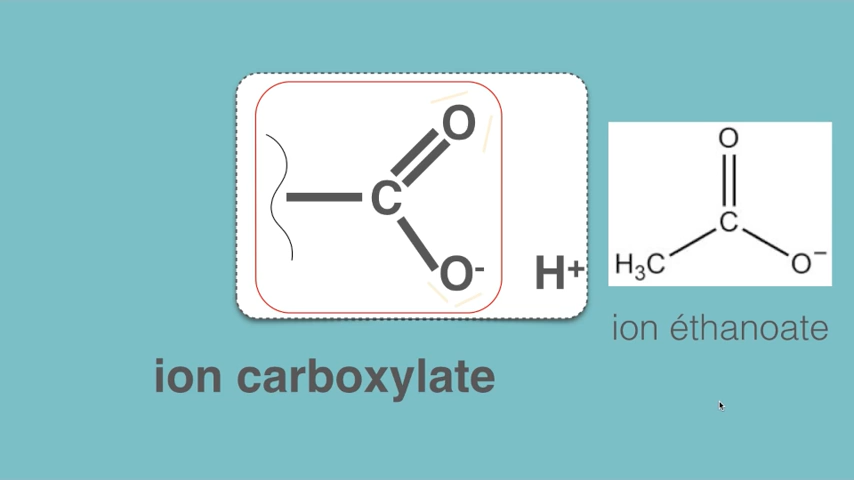 O
C
O-
H+
ion carboxylate
O
C
H₃C
O⁻
ion éthanoate